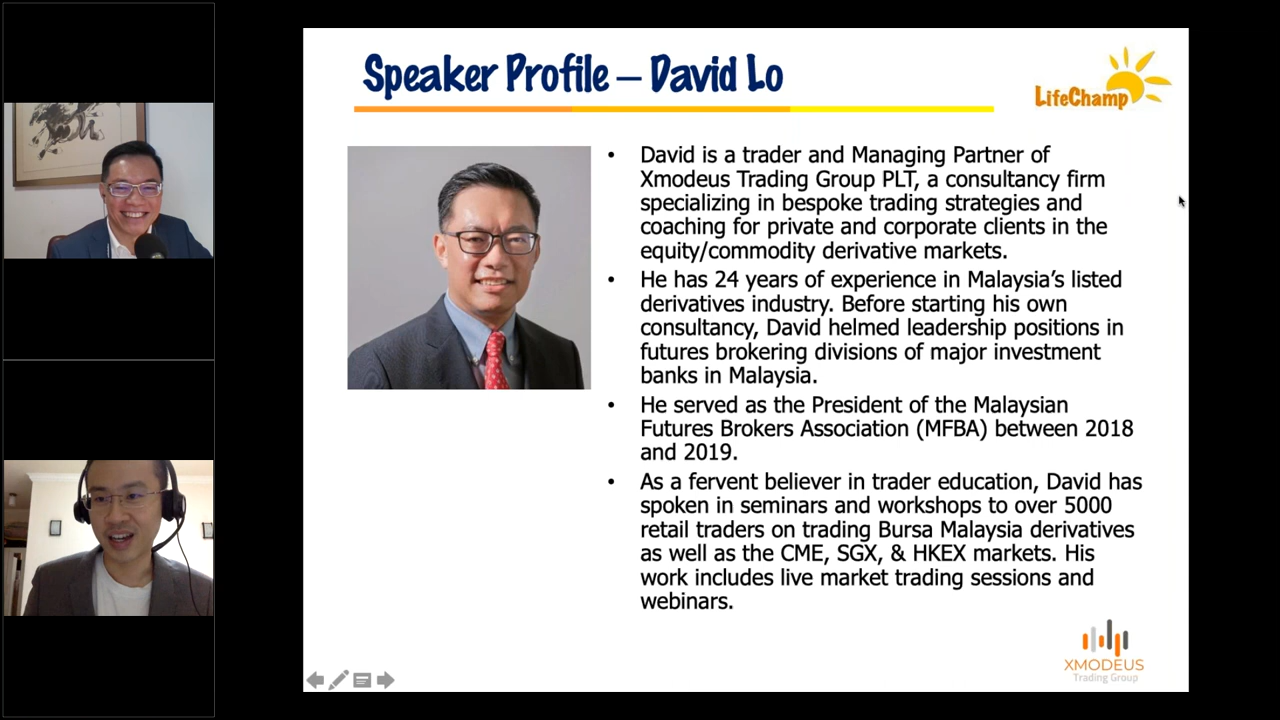 Speaker Profile – David Lo
LifeChamp
• David is a trader and Managing Partner of
Xmodeus Trading Group PLT, a consultancy firm
specializing in bespoke trading strategies and
coaching for private and corporate clients in the
equity/commodity derivative markets.
• He has 24 years of experience in Malaysia’s listed
derivatives industry. Before starting his own
consultancy, David helmed leadership positions in
futures brokering divisions of major investment
banks in Malaysia.
• He served as the President of the Malaysian
Futures Brokers Association (MFBA) between 2018
and 2019.
• As a fervent believer in trader education, David has
spoken in seminars and workshops to over 5000
retail traders on trading Bursa Malaysia derivatives
as well as the CME, SGX, & HKEX markets. His
work includes live market trading sessions and
webinars.
XMODEUS
Trading Group